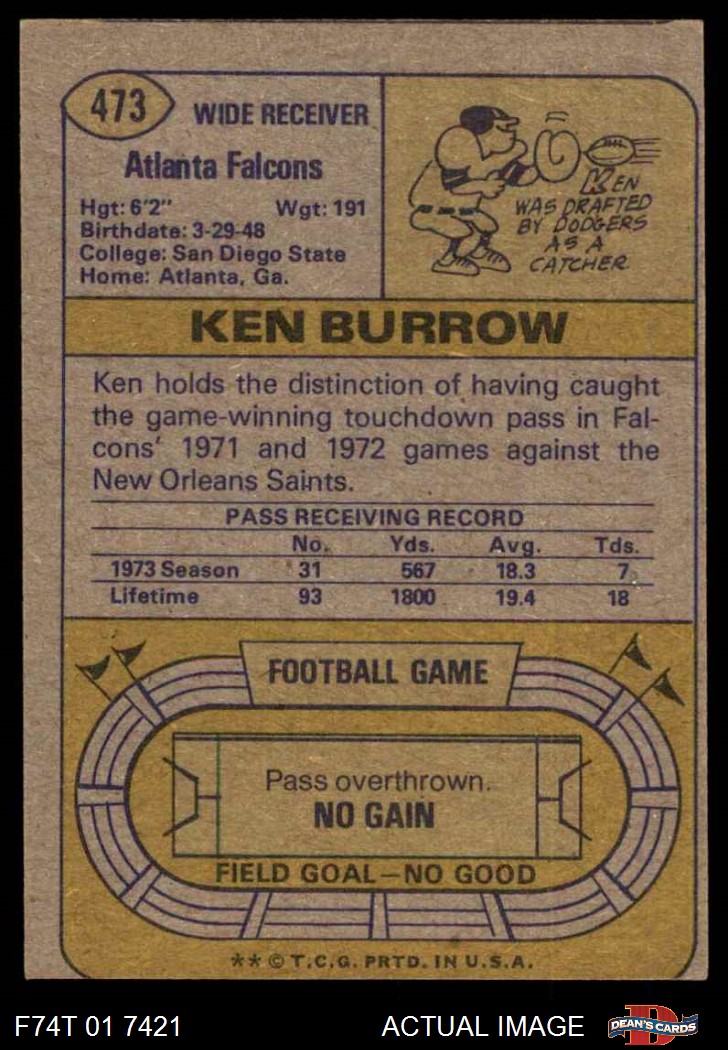 473
WIDE RECEIVER
Atlanta Falcons
Hgt: 6'2" Wgt: 191
Birthdate: 3-29-48
College: San Diego State
Home: Atlanta, Ga.
KEN
WAS DRAFTED
BY DODGERS
AS A
CATCHER
KEN BURROW
Ken holds the distinction of having caught
the game-winning touchdown pass in Fal-
cons' 1971 and 1972 games against the
New Orleans Saints.
PASS RECEIVING RECORD
No. Yds. Avg. Tds.
1973 Season 31 567 18.3 7
Lifetime 93 1800 19.4 18
FOOTBALL GAME
Pass overthrown.
NO GAIN
FIELD GOAL—NO GOOD
** © T.C.G. PRTD. IN U.S.A.
F74T 01 7421 ACTUAL IMAGE
D
DEAN'S CARDS